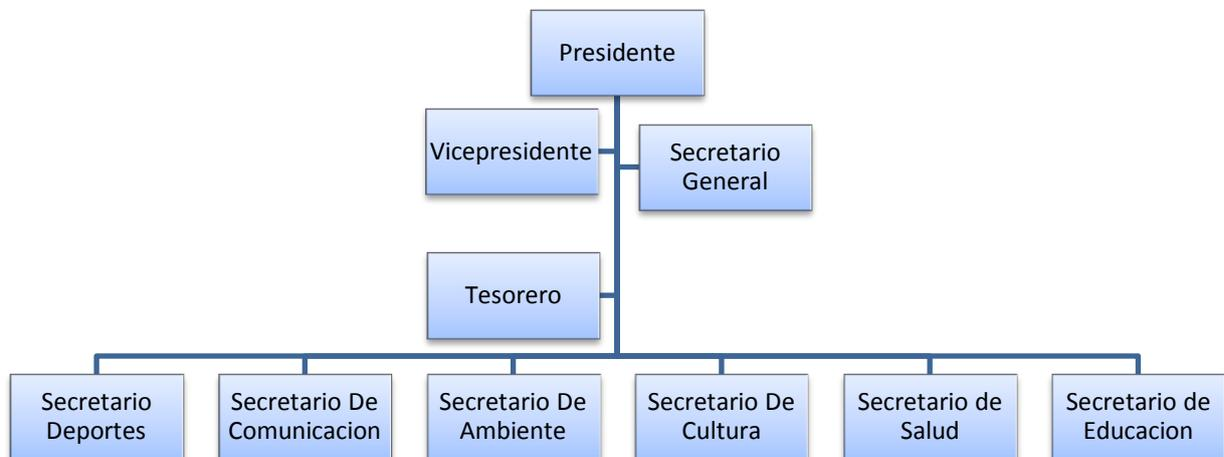 Presidente
Vicepresidente
Secretario
General
Tesorero
Secretario
Deportes
Secretario De
Comunicacion
Secretario De
Ambiente
Secretario De
Cultura
Secretario de
Salud
Secretario de
Educacion